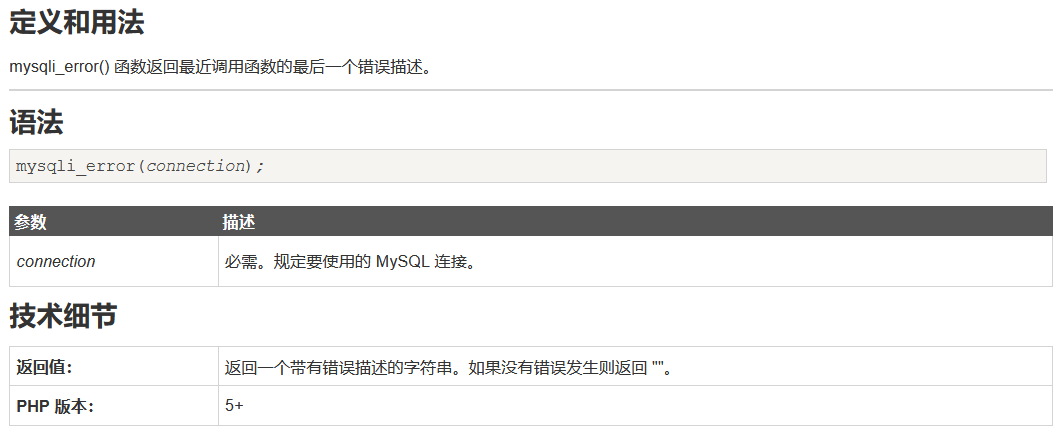 定义和用法
mysqli_error() 函数返回最近调用函数的最后一个错误描述。
语法
mysqli_error(connection);
参数 描述
connection 必需。规定要使用的 MySQL 连接。
技术细节
返回值： 返回一个带有错误描述的字符串。如果没有错误发生则返回 ""。
PHP 版本： 5+